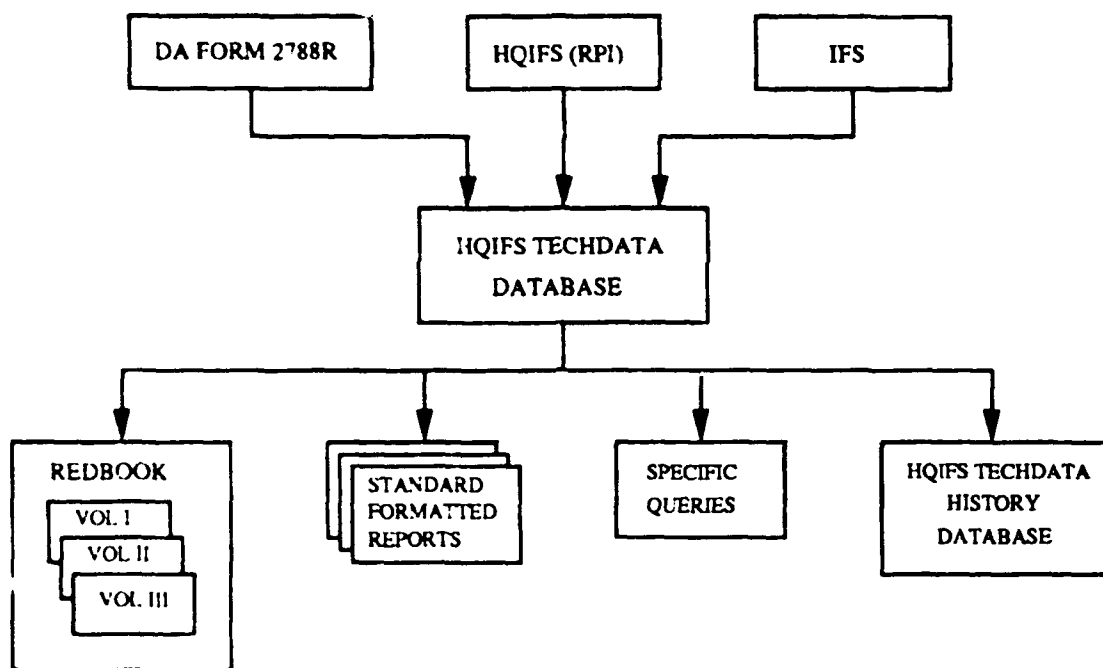 DA FORM 2788R
HQIFS (RPI)
IFS
HQIFS TECHDATA
DATABASE
REDBOOK
VOL I
VOL II
VOL III
STANDARD
FORMATTED
REPORTS
SPECIFIC
QUERIES
HQIFS TECHDATA
HISTORY
DATABASE